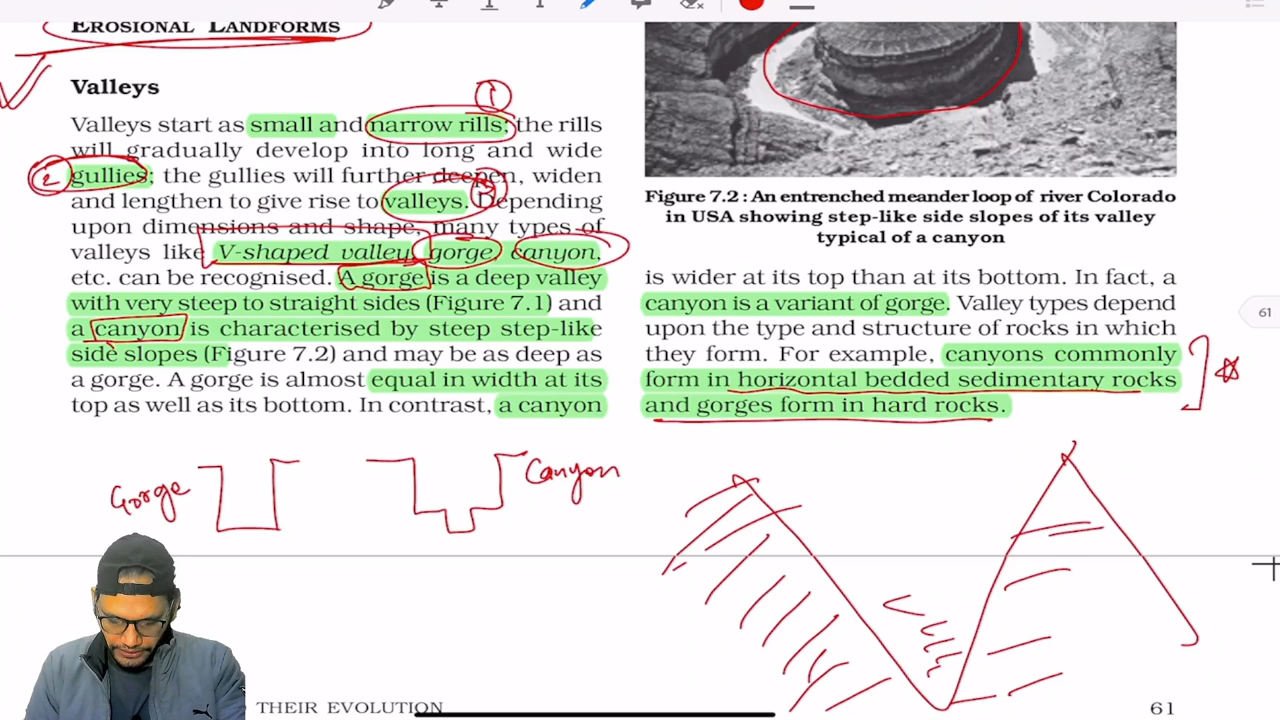 EROSIONAL LANDFORMS
Valleys
Valleys start as small and narrow rills; the rills
will gradually develop into long and wide
gullies; the gullies will further deepen, widen
and lengthen to give rise to valleys. Depending
upon dimensions and shape, many types of
valleys like V-shaped valley, gorge, canyon,
etc. can be recognised. A gorge is a deep valley
with very steep to straight sides (Figure 7.1) and
a canyon is characterised by steep step-like
side slopes (Figure 7.2) and may be as deep as
a gorge. A gorge is almost equal in width at its
top as well as its bottom. In contrast, a canyon
1
2
3
Gorge
Canyon
Figure 7.2 : An entrenched meander loop of river Colorado
in USA showing step-like side slopes of its valley
typical of a canyon
is wider at its top than at its bottom. In fact, a
canyon is a variant of gorge. Valley types depend
upon the type and structure of rocks in which
they form. For example, canyons commonly
form in horizontal bedded sedimentary rocks
and gorges form in hard rocks.
61
THEIR EVOLUTION
61